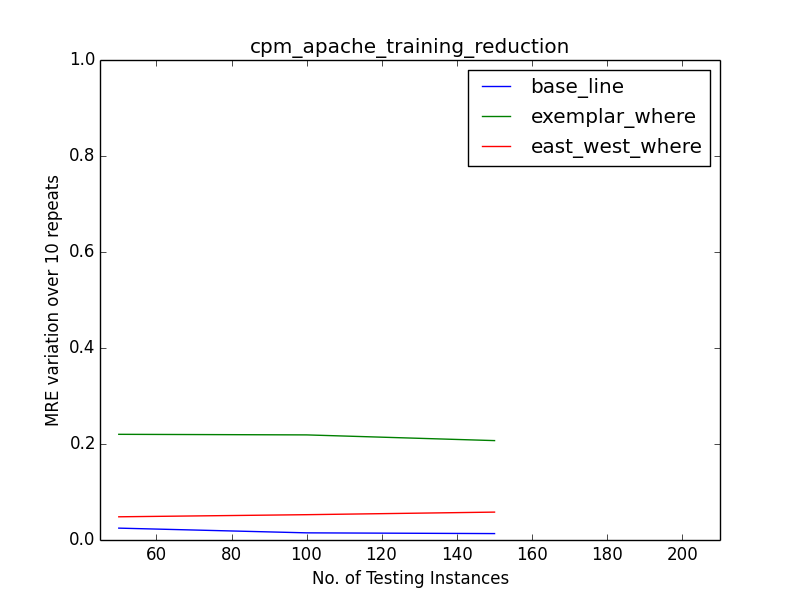 cpm_apache_training_reduction
base_line
exemplar_where
east_west_where
MRE variation over 10 repeats
1.0
0.8
0.6
0.4
0.2
0.0
60 80 100 120 140 160 180 200
No. of Testing Instances